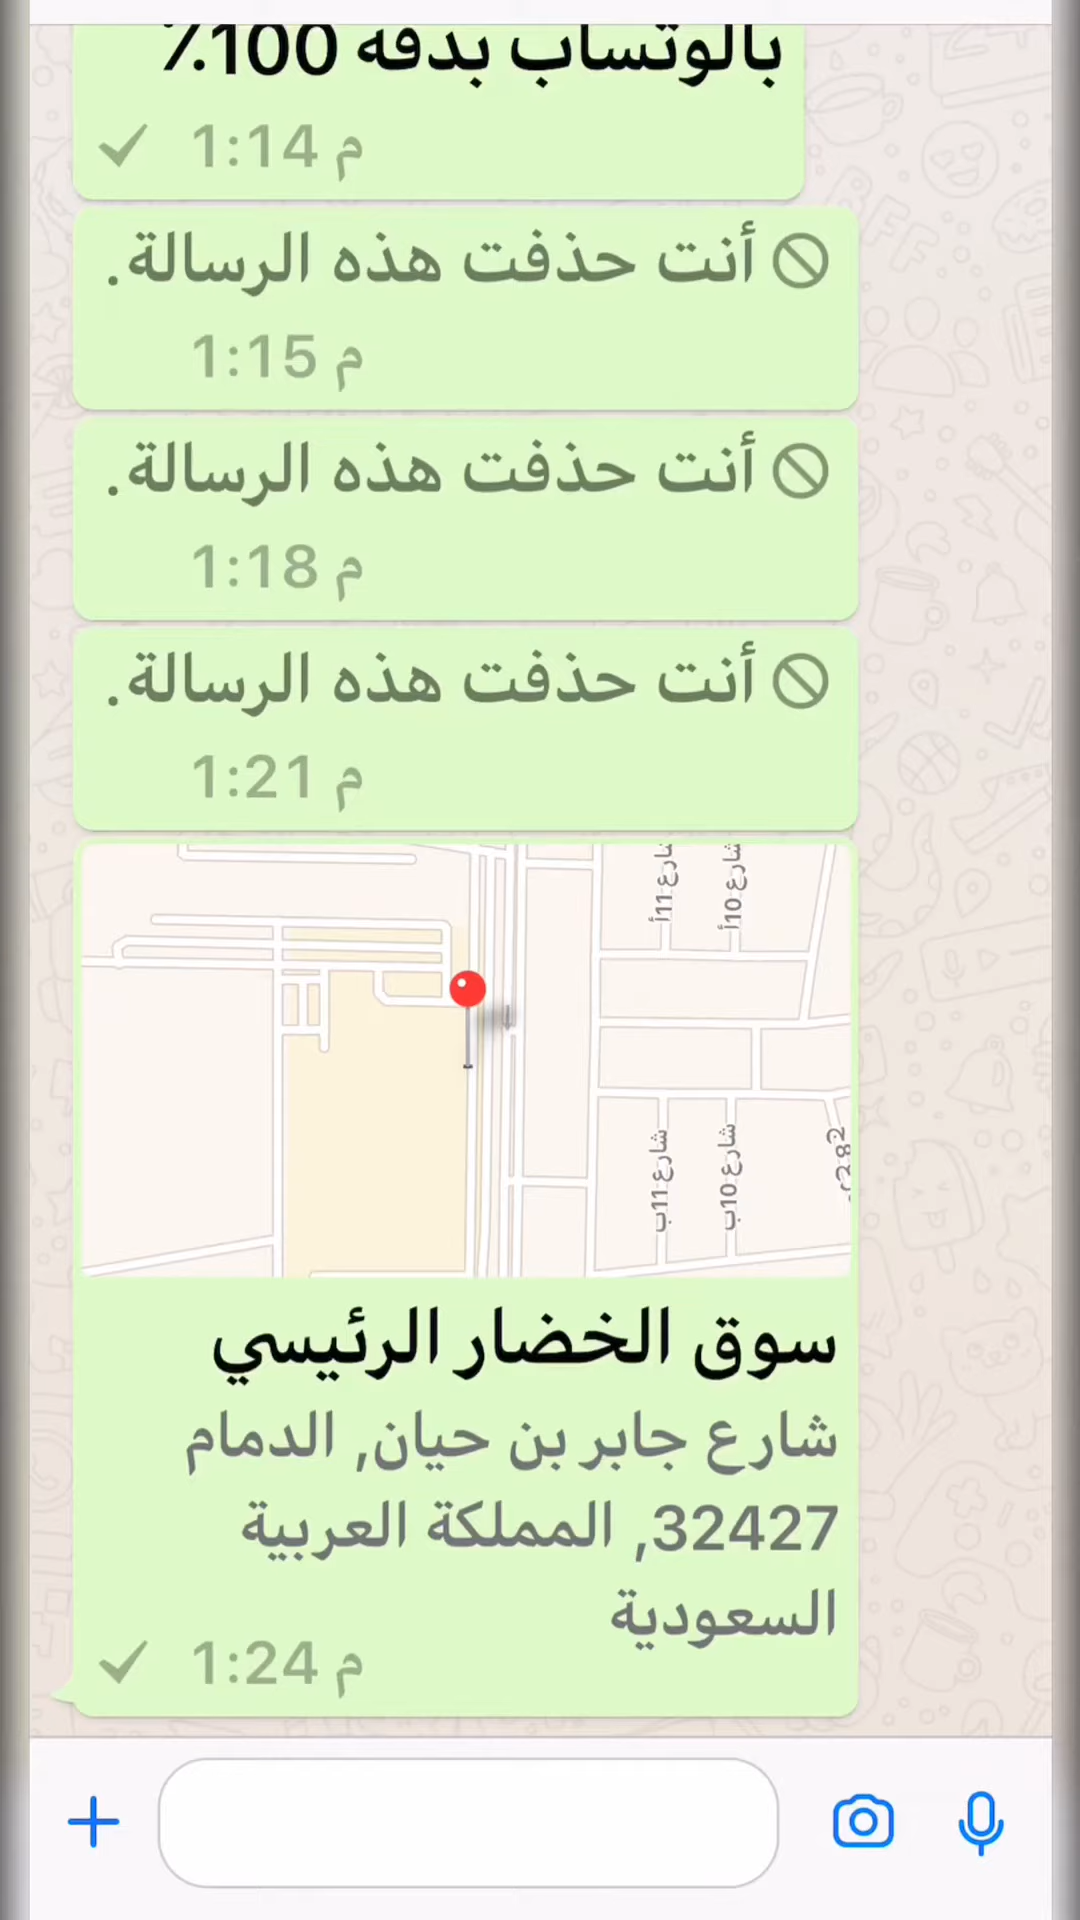 بالوتساب بدقه 100٪
1:14 م
أنت حذفت هذه الرسالة.
1:15 م
أنت حذفت هذه الرسالة.
1:18 م
أنت حذفت هذه الرسالة.
1:21 م
شارع 11أ
شارع 10أ
شارع 11ب
شارع 10ب
سوق الخضار الرئيسي
شارع جابر بن حيان, الدمام
32427, المملكة العربية
السعودية
1:24 م